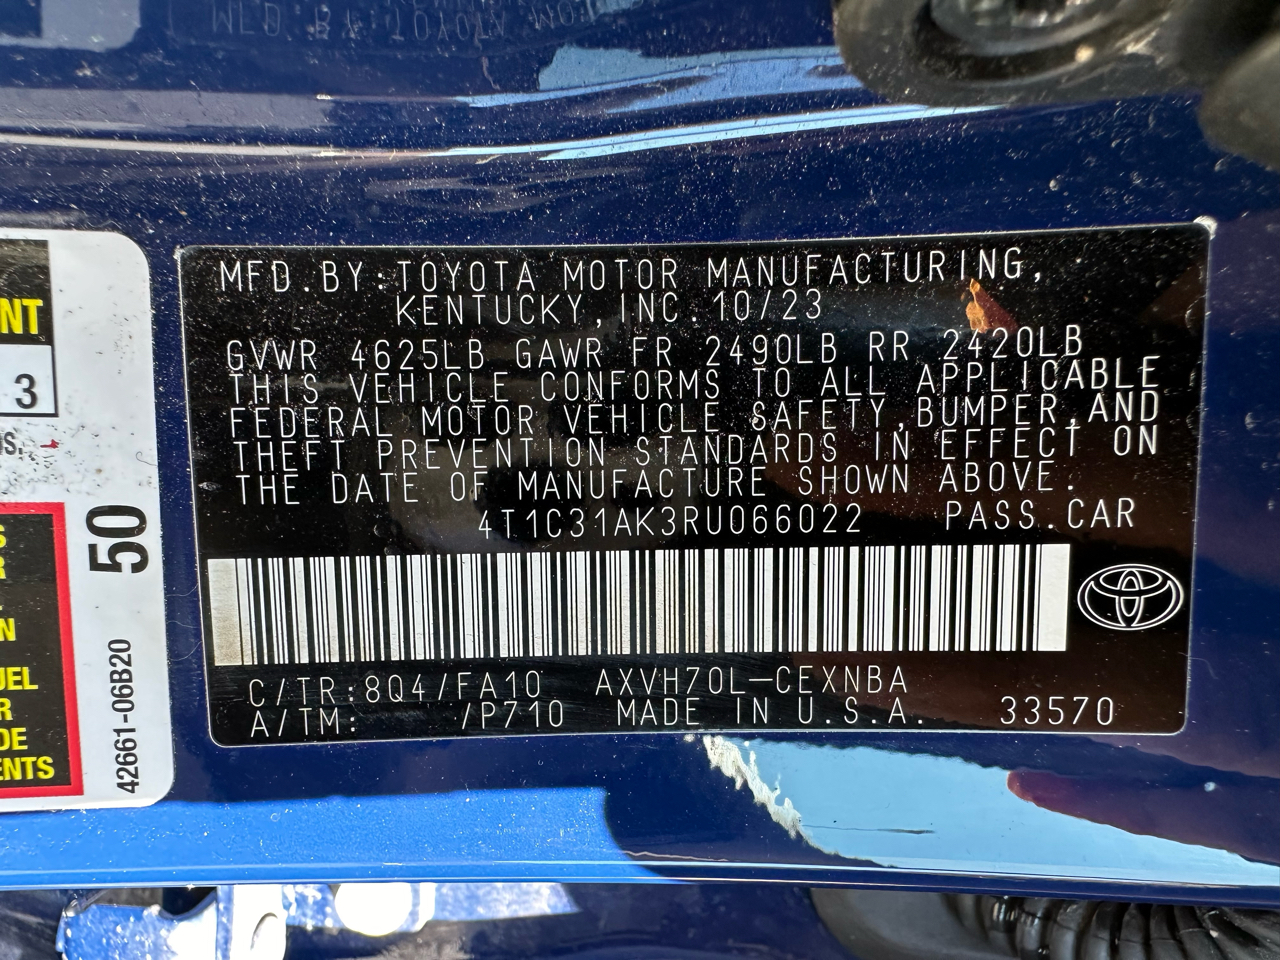 MFD.BY:TOYOTA MOTOR MANUFACTURING,
KENTUCKY,INC. 10/23
GVWR 4625LB GAWR FR 2490LB RR 2420LB
THIS VEHICLE CONFORMS TO ALL APPLICABLE
FEDERAL MOTOR VEHICLE SAFETY,BUMPER,AND
THEFT PREVENTION STANDARDS IN EFFECT ON
THE DATE OF MANUFACTURE SHOWN ABOVE.
4T1C31AK3RU066022 PASS.CAR
C/TR:8Q4/FA10 AXVH70L-CEXNBA
A/TM: /P710 MADE IN U.S.A. 33570
NT
3
50
42661-06B20